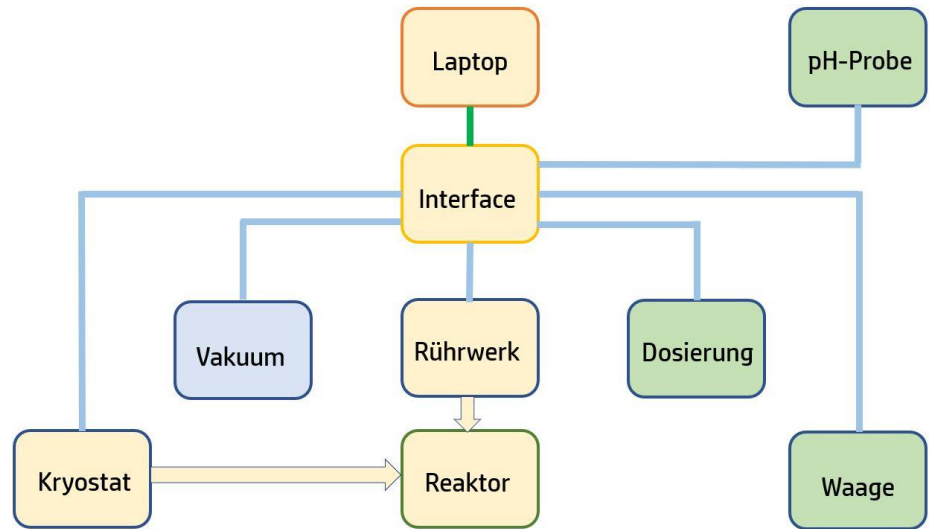 Laptop
pH-Probe
Interface
Vakuum
Rührwerk
Dosierung
Kryostat
Reaktor
Waage